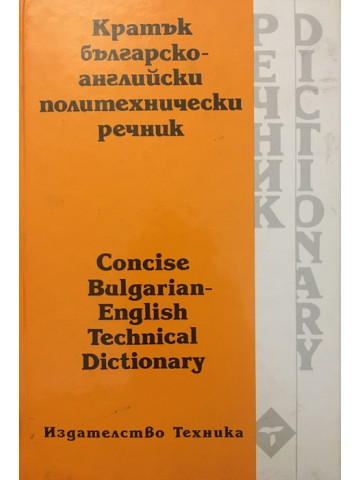 Кратък
българско-
английски
политехнически
речник
Concise
Bulgarian-
English
Technical
Dictionary
Издателство Техника
РЕЧНИК
DICTIONARY